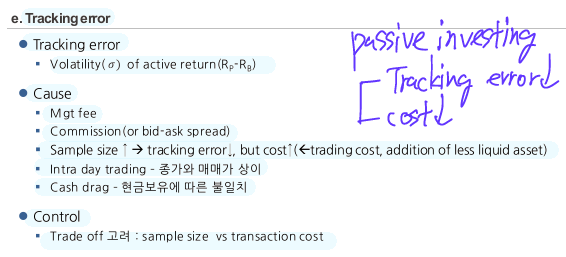 e. Tracking error
Tracking error
Volatility(σ) of active return(RP-RB)
Cause
Mgt fee
Commission(or bid-ask spread)
Sample size ↑ → tracking error↓, but cost↑(←trading cost, addition of less liquid asset)
Intra day trading - 종가와 매매가 상이
Cash drag - 현금보유에 따른 불일치
Control
Trade off 고려 : sample size vs transaction cost
passive investing
Tracking error↓
cost↓